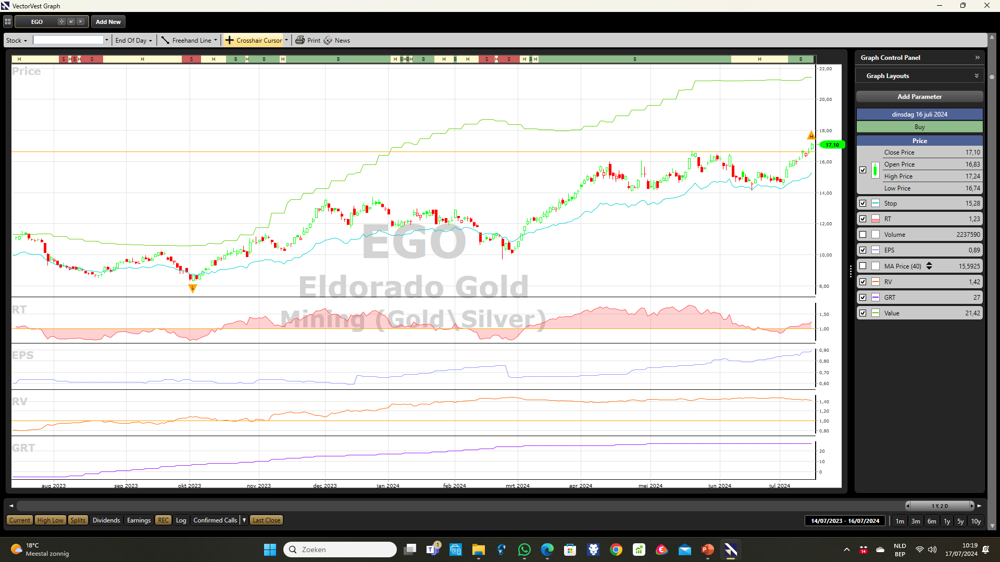 VectorVest Graph
EGO Add New
Stock End Of Day Freehand Line Crosshair Cursor Print News
H S H S H S H S H B H B H B H B H B H B H B H S H S H B H B H B
Price
22,00
20,00
18,00
17,10
16,00
14,00
12,00
10,00
8,00
H
L
EGO
Eldorado Gold
Mining (Gold\Silver)
RT
1,50
1,00
EPS
0,90
0,80
0,70
0,60
RV
1,40
1,20
1,00
0,80
GRT
20
10
0
aug 2023 sep 2023 okt 2023 nov 2023 dec 2023 jan 2024 feb 2024 mrt 2024 apr 2024 mei 2024 jun 2024 jul 2024
Graph Control Panel
Graph Layouts
Add Parameter
dinsdag 16 juli 2024
Buy
Price
Close Price 17,10
Open Price 16,83
High Price 17,24
Low Price 16,74
Stop 15,28
RT 1,23
Volume 2237590
EPS 0,89
MA Price (40) 15,5925
RV 1,42
GRT 27
Value 21,42
1 Y, 2 D
Current High Low Splits Dividends Earnings REC Log Confirmed Calls Last Close
14/07/2023 - 16/07/2024 1m 3m 6m 1y 5y 10y
18°C
Meestal zonnig
Zoeken
1
14
NLD
BEP
10:19
17/07/2024